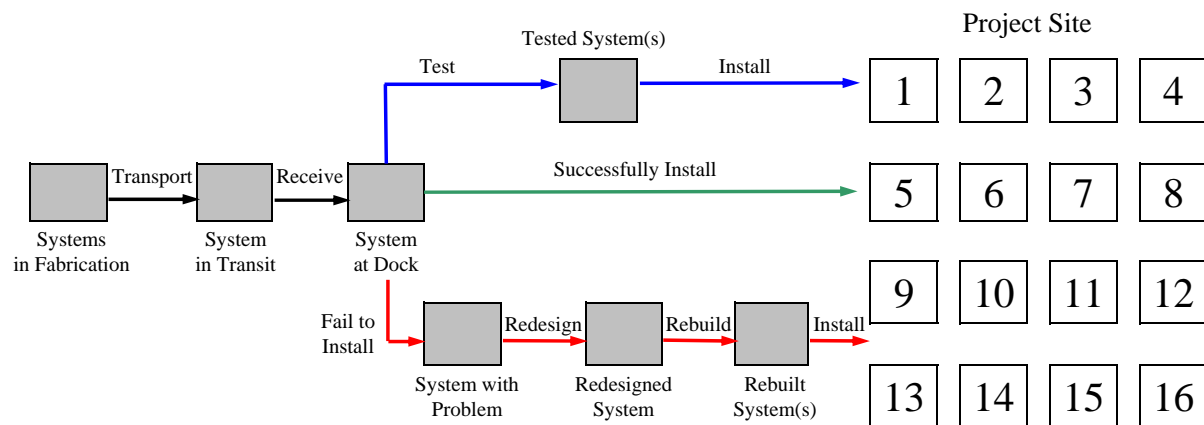 Project Site
Tested System(s)
Test
Install
1 2 3 4
Transport
Receive
Successfully Install
5 6 7 8
Systems
in Fabrication
System
in Transit
System
at Dock
9 10 11 12
Fail to
Install
Redesign
Rebuild
Install
System with
Problem
Redesigned
System
Rebuilt
System(s)
13 14 15 16